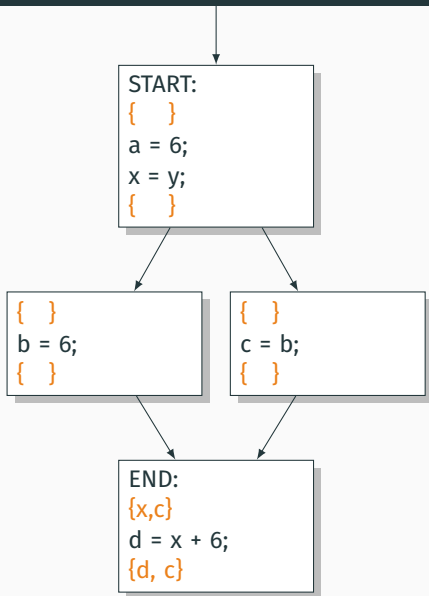 START:
{ }
a = 6;
x = y;
{ }
{ }
b = 6;
{ }
{ }
c = b;
{ }
END:
{x,c}
d = x + 6;
{d, c}